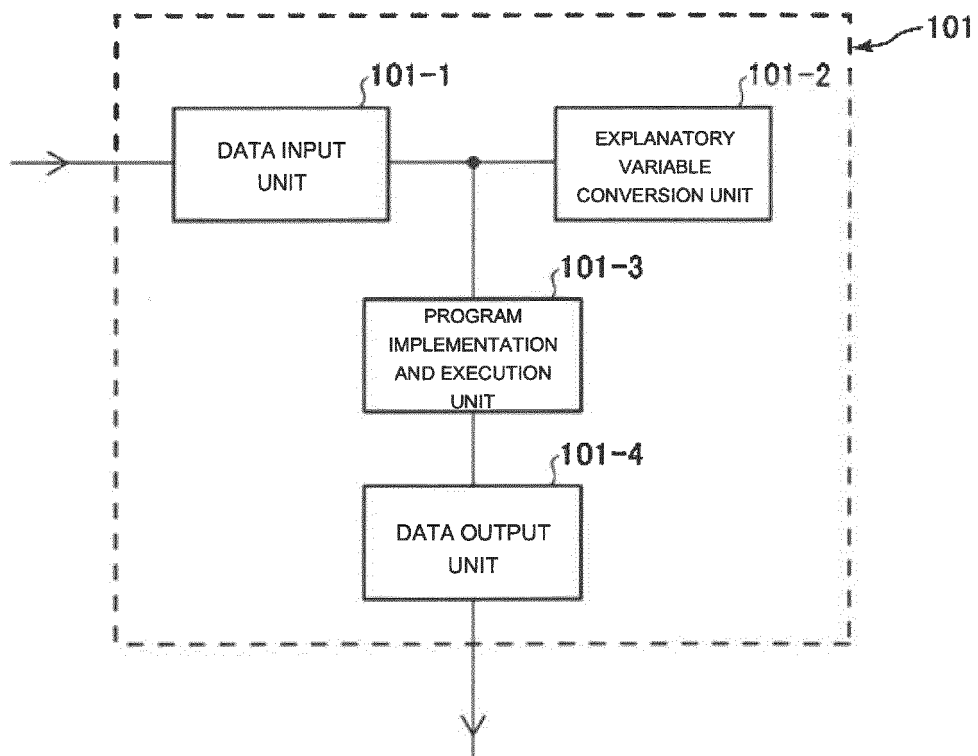 101
101-1
101-2
DATA INPUT
UNIT
EXPLANATORY
VARIABLE
CONVERSION UNIT
101-3
PROGRAM
IMPLEMENTATION
AND EXECUTION
UNIT
101-4
DATA OUTPUT
UNIT